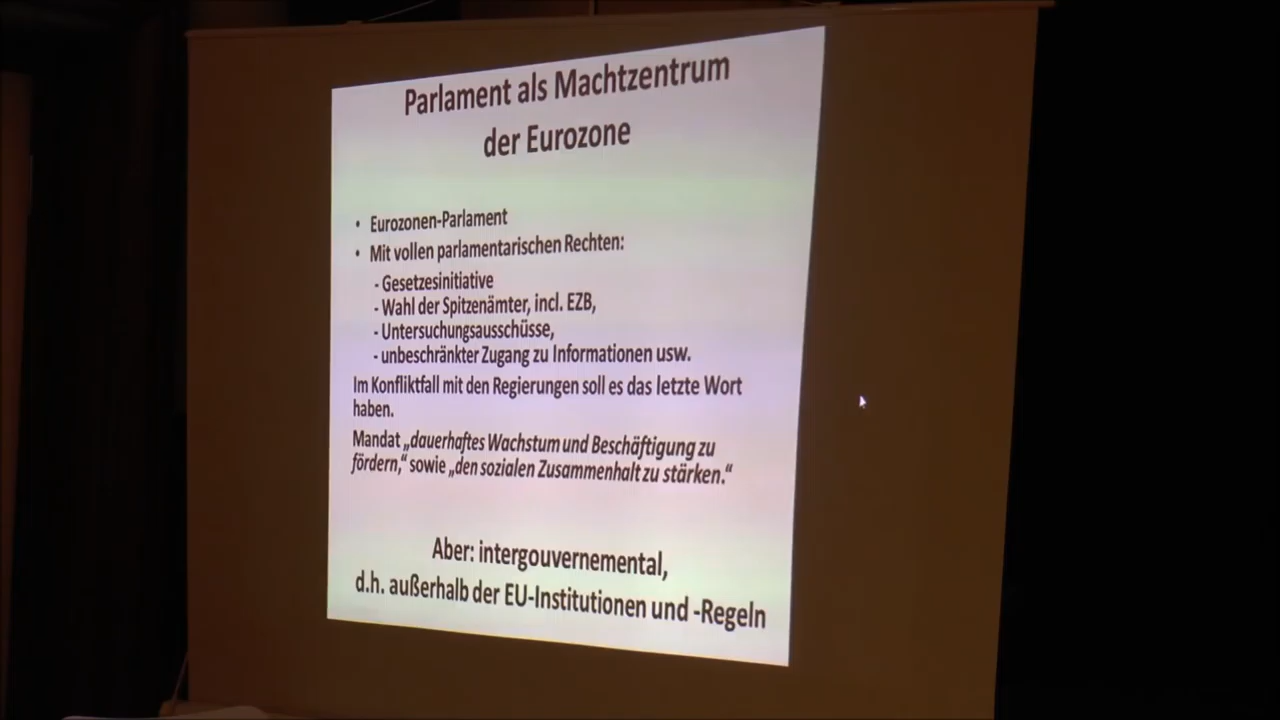 Parlament als Machtzentrum
der Eurozone
• Eurozonen-Parlament
• Mit vollen parlamentarischen Rechten:
- Gesetzesinitiative
- Wahl der Spitzenämter, incl. EZB,
- Untersuchungsausschüsse,
- unbeschränkter Zugang zu Informationen usw.
Im Konfliktfall mit den Regierungen soll es das letzte Wort
haben.
Mandat „dauerhaftes Wachstum und Beschäftigung zu
fördern,“ sowie „den sozialen Zusammenhalt zu stärken.“
Aber: intergouvernemental,
d.h. außerhalb der EU-Institutionen und -Regeln